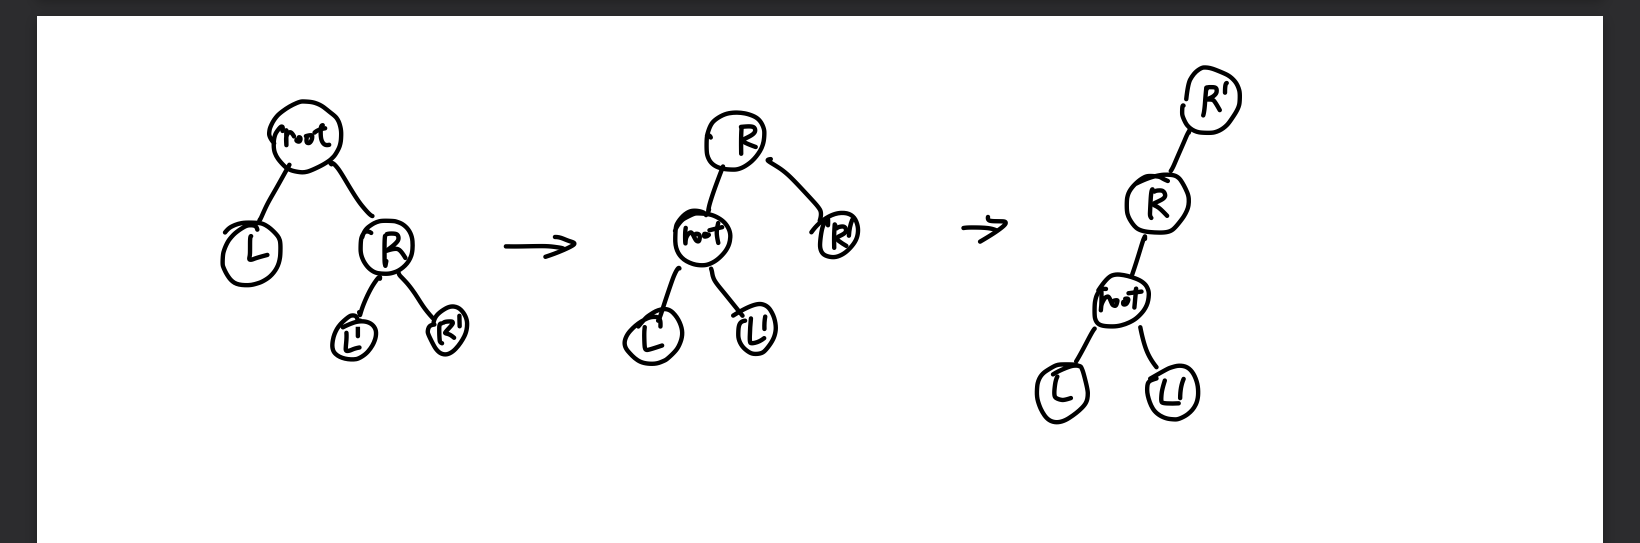 root
L R
L' R'
R
root R'
L L'
R'
R
root
L L'